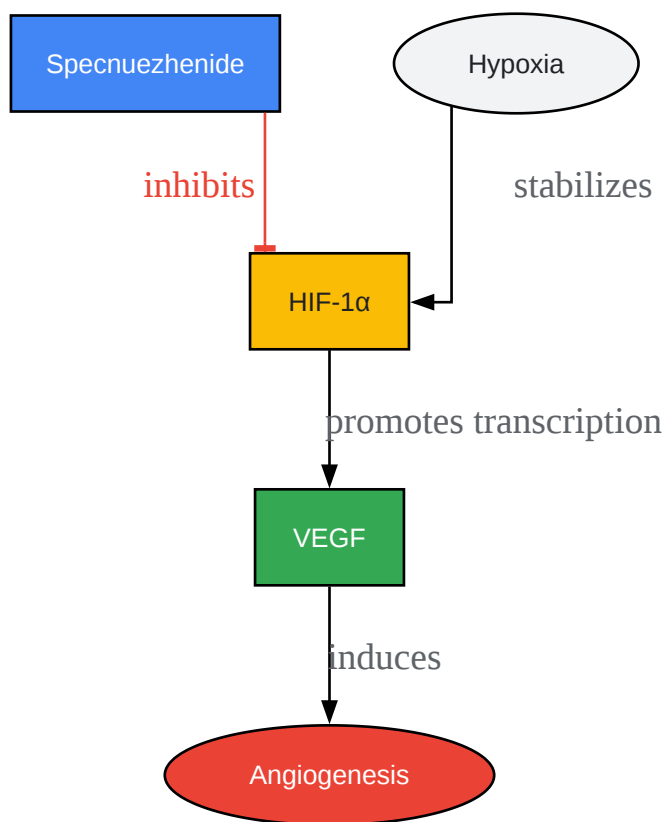 Specnuezhenide
Hypoxia
inhibits
stabilizes
HIF-1α
promotes transcription
VEGF
induces
Angiogenesis